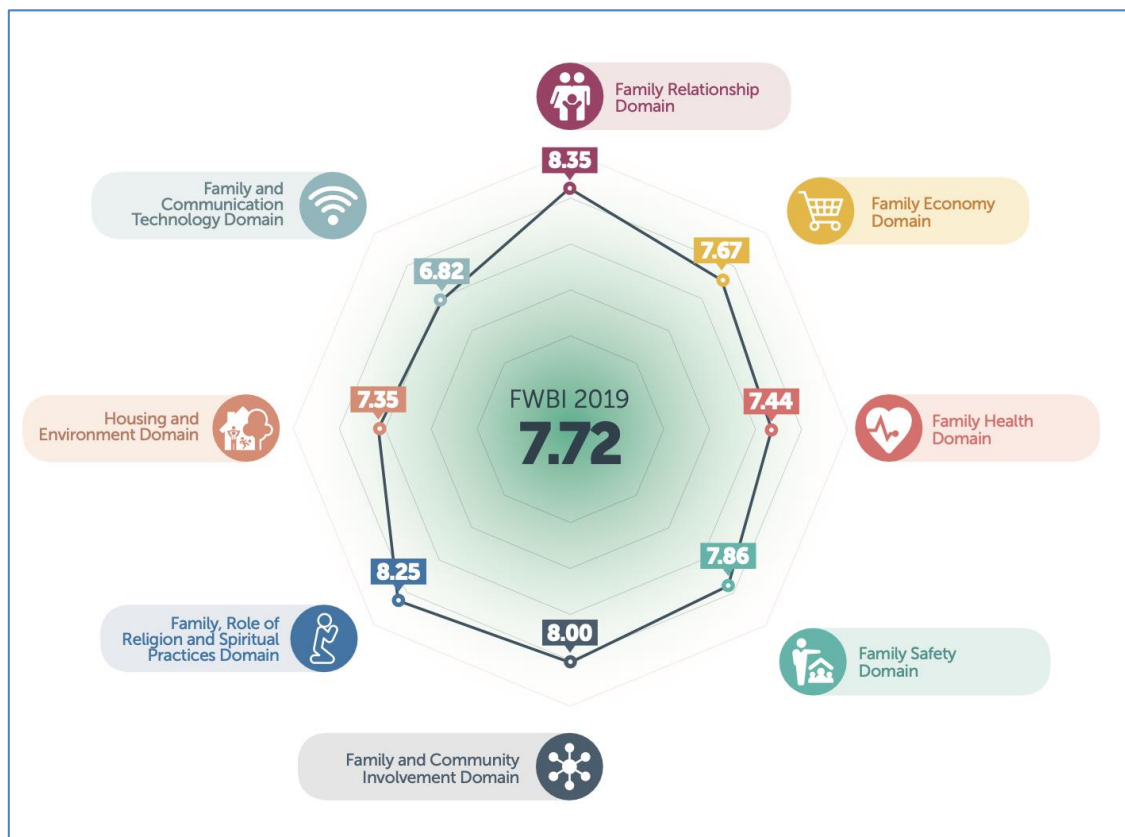 Family Relationship
Domain
8.35
Family and
Communication
Technology Domain
Family Economy
Domain
7.67
6.82
FWBI 2019
7.72
7.35
7.44
Housing and
Environment Domain
Family Health
Domain
7.86
8.25
8.00
Family, Role of
Religion and Spiritual
Practices Domain
Family Safety
Domain
Family and Community
Involvement Domain